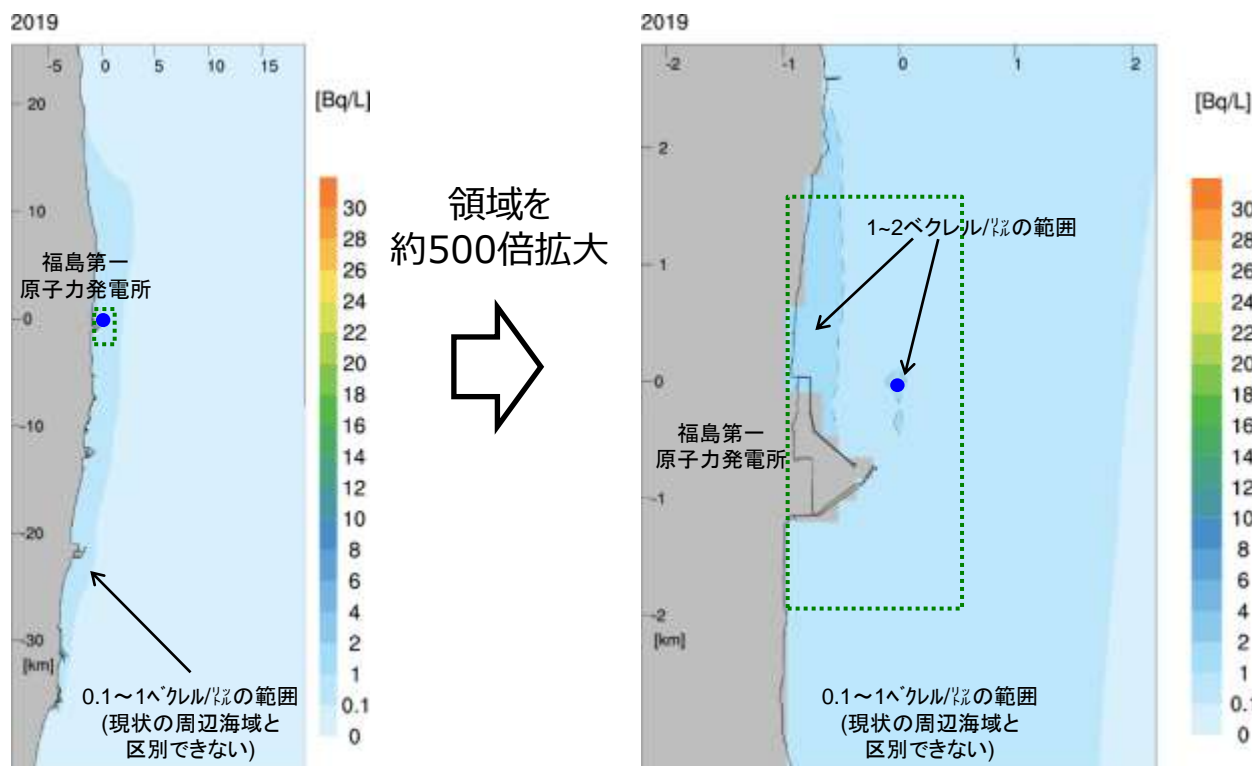 2019
-5 0 5 10 15
20
10
0
-10
-20
-30
[km]
福島第一
原子力発電所
0.1～1ﾍﾞｸﾚﾙ/㍑の範囲
(現状の周辺海域と
区別できない)
[Bq/L]
30
28
26
24
22
20
18
16
14
12
10
8
6
4
2
1
0.1
0
領域を
約500倍拡大
2019
-2 -1 0 1 2
2
1
0
-1
-2
[km]
1~2ベクレル/㍑の範囲
福島第一
原子力発電所
0.1～1ﾍﾞｸﾚﾙ/㍑の範囲
(現状の周辺海域と
区別できない)
[Bq/L]
30
28
26
24
22
20
18
16
14
12
10
8
6
4
2
1
0.
0